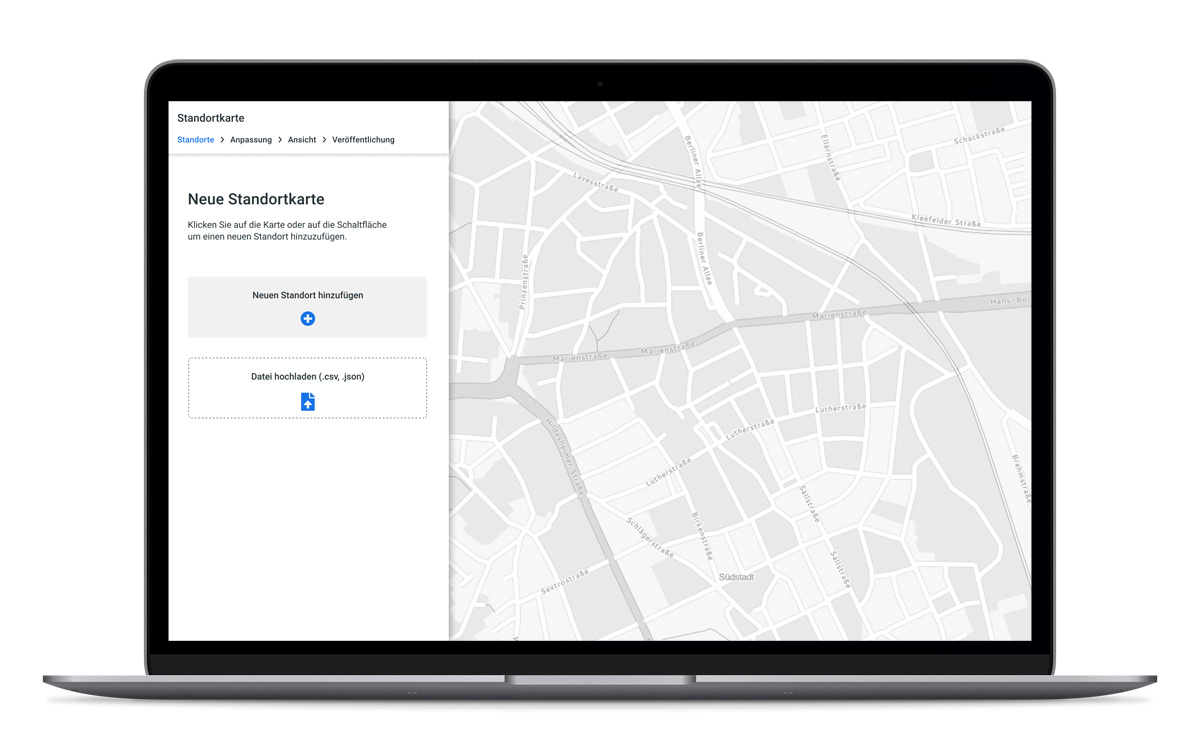 Standortkarte
Standorte > Anpassung > Ansicht > Veröffentlichung
Neue Standortkarte
Klicken Sie auf die Karte oder auf die Schaltfläche
um einen neuen Standort hinzuzufügen.
Neuen Standort hinzufügen
Datei hochladen (.csv, .json)
Berliner Allee
Ellernstraße
Schackstraße
Lavesstraße
Kleefelder Straße
Berliner Allee
Prinzenstraße
Hans-Böc
Marienstraße
Marienstraße
Marienstraße
Lutherstraße
Lutherstraße
Hildesheimer Straße
Lutherstraße
Brehmstraße
Sallstraße
Birkenstraße
Schlägerstraße
Sallstraße
Südstadt
Sextrostraße